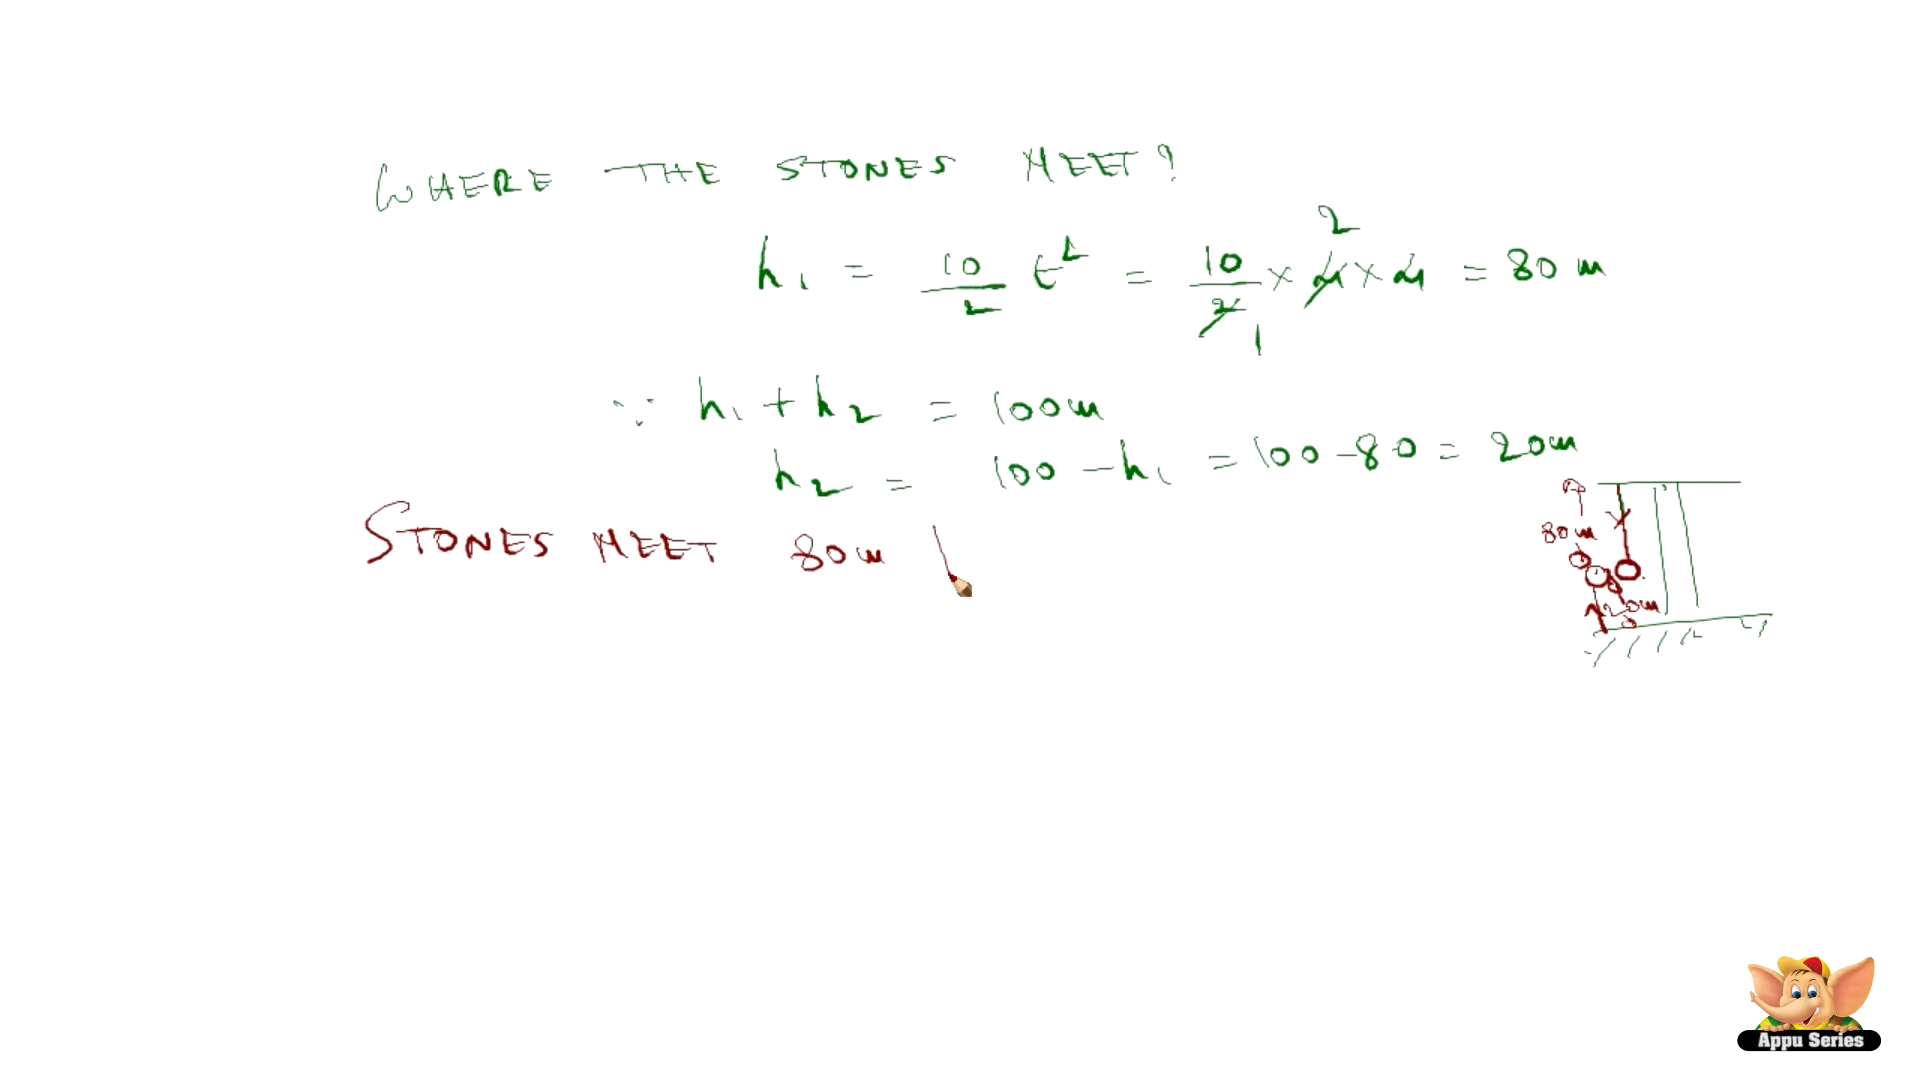 WHERE THE STONES MEET?
h₁ = 10/2 t² = 10/2 1 × 4 2 × 4 = 80 m
∵ h₁ + h₂ = 100m
h₂ = 100 - h₁ = 100 - 80 = 20m
STONES MEET 80m
80m
20m
Appu Series